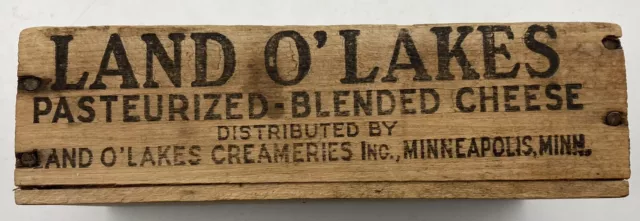 LAND O'LAKES
PASTEURIZED-BLENDED CHEESE
DISTRIBUTED BY
LAND O'LAKES CREAMERIES INC., MINNEAPOLIS, MINN.